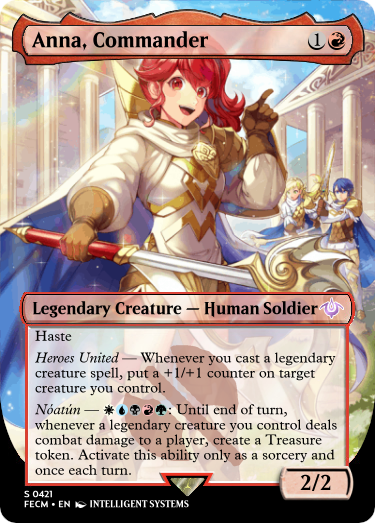 Anna, Commander 1
Legendary Creature — Human Soldier
Haste
Heroes United — Whenever you cast a legendary
creature spell, put a +1/+1 counter on target
creature you control.
Nóatún — : Until end of turn,
whenever a legendary creature you control deals
combat damage to a player, create a Treasure
token. Activate this ability only as a sorcery and
once each turn.
2/2
S 0421
FECM • EN INTELLIGENT SYSTEMS